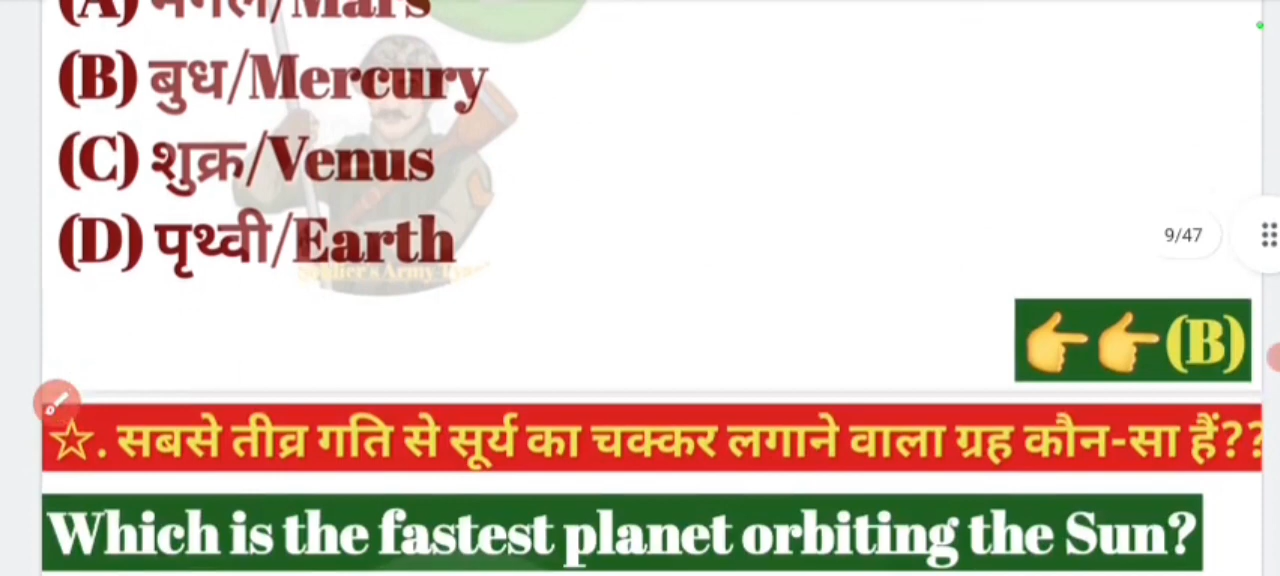 (A) मंगल/Mars
(B) बुध/Mercury
(C) शुक्र/Venus
(D) पृथ्वी/Earth
9/47
(B)
☆. सबसे तीव्र गति से सूर्य का चक्कर लगाने वाला ग्रह कौन-सा हैं??
Which is the fastest planet orbiting the Sun?